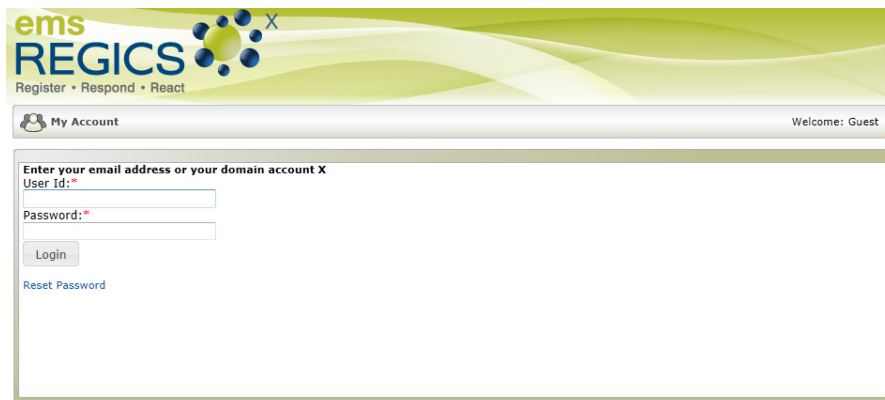 ems
REGICS X
Register • Respond • React
My Account Welcome: Guest
Enter your email address or your domain account X
User Id:*
Password:*
Login
Reset Password